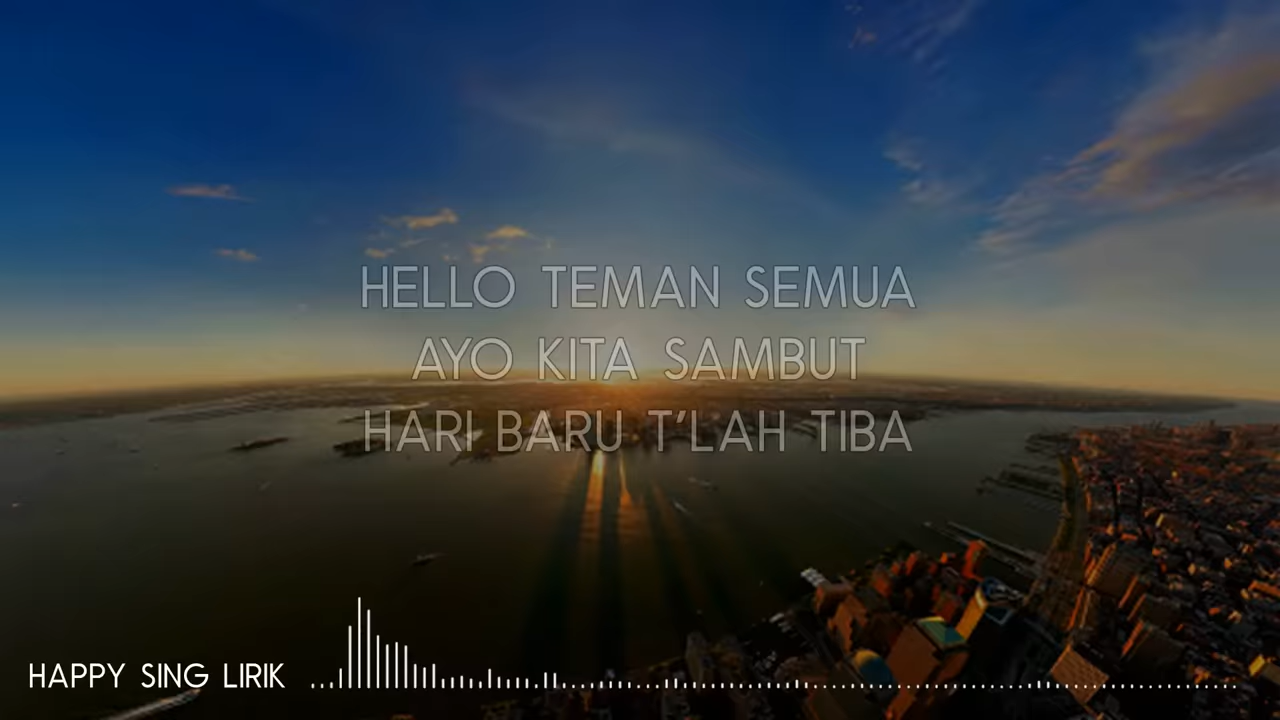 HELLO TEMAN SEMUA
AYO KITA SAMBUT
HARI BARU T'LAH TIBA
HAPPY SING LIRIK